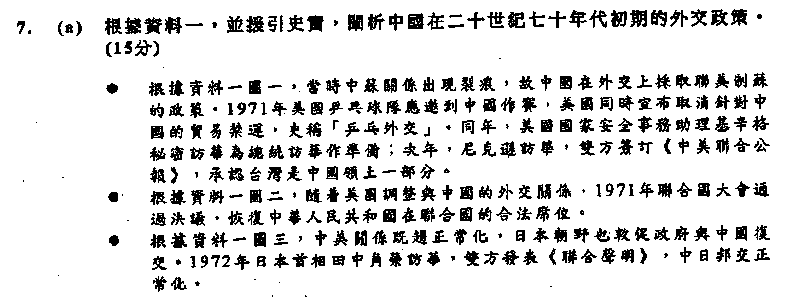 7. (a) 根據資料一，並援引史實，闡析中國在二十世紀七十年代初期的外交政策。
(15分)
● 根據資料一圖一，當時中蘇關係出現裂痕，故中國在外交上採取聯美制蘇
的政策。1971年美國乒乓球隊應邀到中國作賽，美國同時宣布取消針對中
國的貿易禁運，史稱「乒乓外交」。同年，美國國家安全事務助理基辛格
秘密訪華為總統訪華作準備；次年，尼克遜訪華，雙方簽訂《中美聯合公
報》，承認台灣是中國領土一部分。
● 根據資料一圖二，隨着美國調整與中國的外交關係，1971年聯合國大會通
過決議，恢復中華人民共和國在聯合國的合法席位。
● 根據資料一圖三，中美關係既趨正常化，日本朝野也敦促政府與中國復
交。1972年日本首相田中角榮訪華，雙方發表《聯合聲明》，中日邦交正
常化。